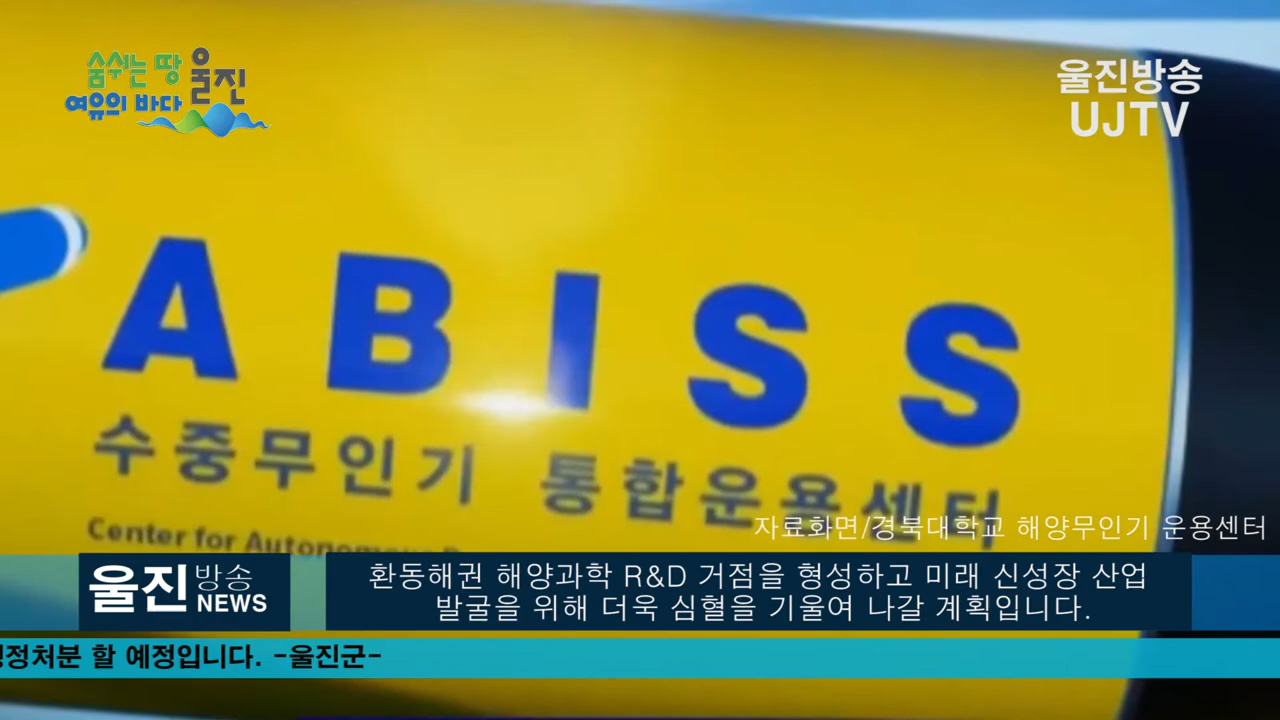 숨쉬는 땅
여유의 바다
울진
울진방송
UJTV
ABISS
수중무인기 통합운용센터
Center for Autonomous
자료화면/경북대학교 해양무인기 운용센터
울진방송
NEWS
환동해권 해양과학 R&D 거점을 형성하고 미래 신성장 산업
발굴을 위해 더욱 심혈을 기울여 나갈 계획입니다.
할 예정입니다. -울진군-